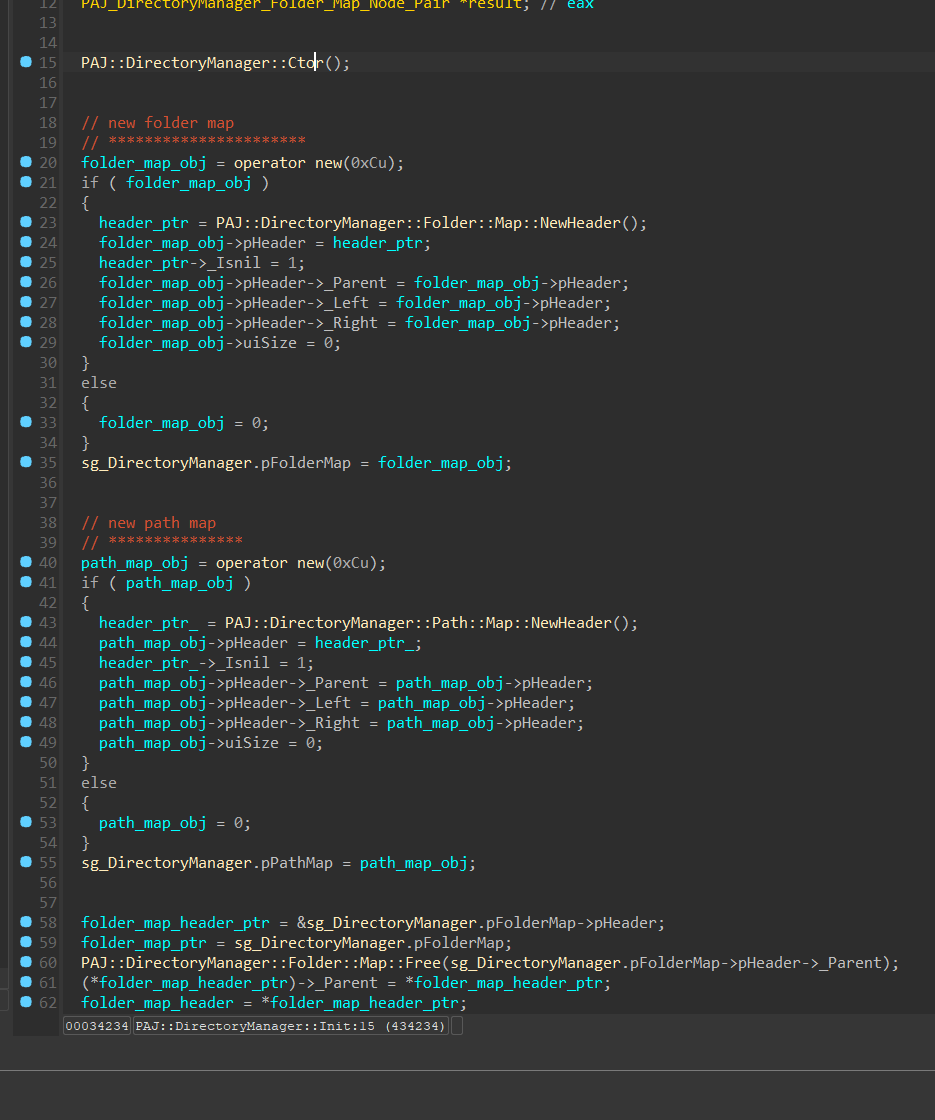 12 PAJ_DirectoryManager_Folder_Map_Node_Pair *result; // eax
13
14
15 PAJ::DirectoryManager::Ctor();
16
17
18 // new folder map
19 // **********************
20 folder_map_obj = operator new(0xCu);
21 if ( folder_map_obj )
22 {
23 header_ptr = PAJ::DirectoryManager::Folder::Map::NewHeader();
24 folder_map_obj->pHeader = header_ptr;
25 header_ptr->_Isnil = 1;
26 folder_map_obj->pHeader->_Parent = folder_map_obj->pHeader;
27 folder_map_obj->pHeader->_Left = folder_map_obj->pHeader;
28 folder_map_obj->pHeader->_Right = folder_map_obj->pHeader;
29 folder_map_obj->uiSize = 0;
30 }
31 else
32 {
33 folder_map_obj = 0;
34 }
35 sg_DirectoryManager.pFolderMap = folder_map_obj;
36
37
38 // new path map
39 // ***************
40 path_map_obj = operator new(0xCu);
41 if ( path_map_obj )
42 {
43 header_ptr_ = PAJ::DirectoryManager::Path::Map::NewHeader();
44 path_map_obj->pHeader = header_ptr_;
45 header_ptr_->_Isnil = 1;
46 path_map_obj->pHeader->_Parent = path_map_obj->pHeader;
47 path_map_obj->pHeader->_Left = path_map_obj->pHeader;
48 path_map_obj->pHeader->_Right = path_map_obj->pHeader;
49 path_map_obj->uiSize = 0;
50 }
51 else
52 {
53 path_map_obj = 0;
54 }
55 sg_DirectoryManager.pPathMap = path_map_obj;
56
57
58 folder_map_header_ptr = &sg_DirectoryManager.pFolderMap->pHeader;
59 folder_map_ptr = sg_DirectoryManager.pFolderMap;
60 PAJ::DirectoryManager::Folder::Map::Free(sg_DirectoryManager.pFolderMap->pHeader->_Parent);
61 (*folder_map_header_ptr)->_Parent = *folder_map_header_ptr;
62 folder_map_header = *folder_map_header_ptr;
00034234 PAJ::DirectoryManager::Init:15 (434234)